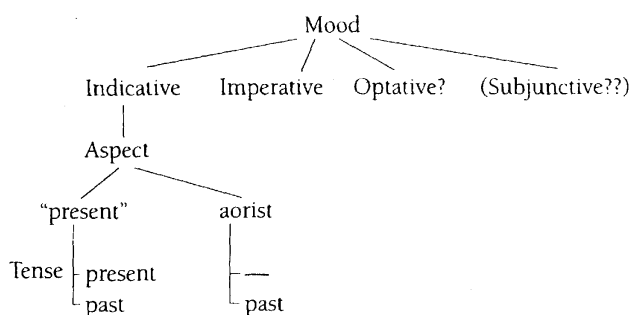 Mood
Indicative Imperative Optative? (Subjunctive??)
Aspect
“present” aorist
Tense present —
past past